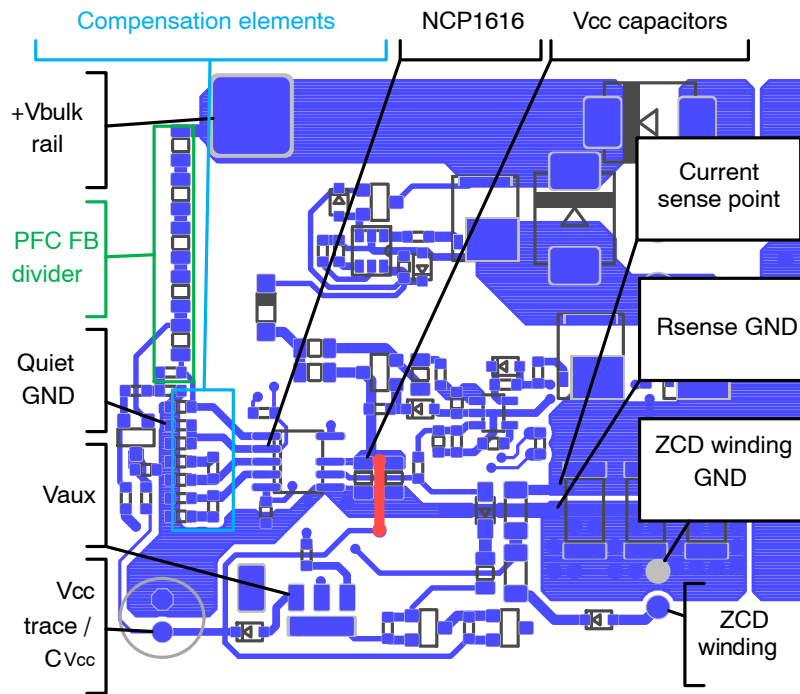 Compensation elements
NCP1616
Vcc capacitors
+Vbulk
rail
Current
sense point
PFC FB
divider
Rsense GND
Quiet
GND
ZCD winding
GND
Vaux
Vcc
trace /
CVcc
ZCD
winding